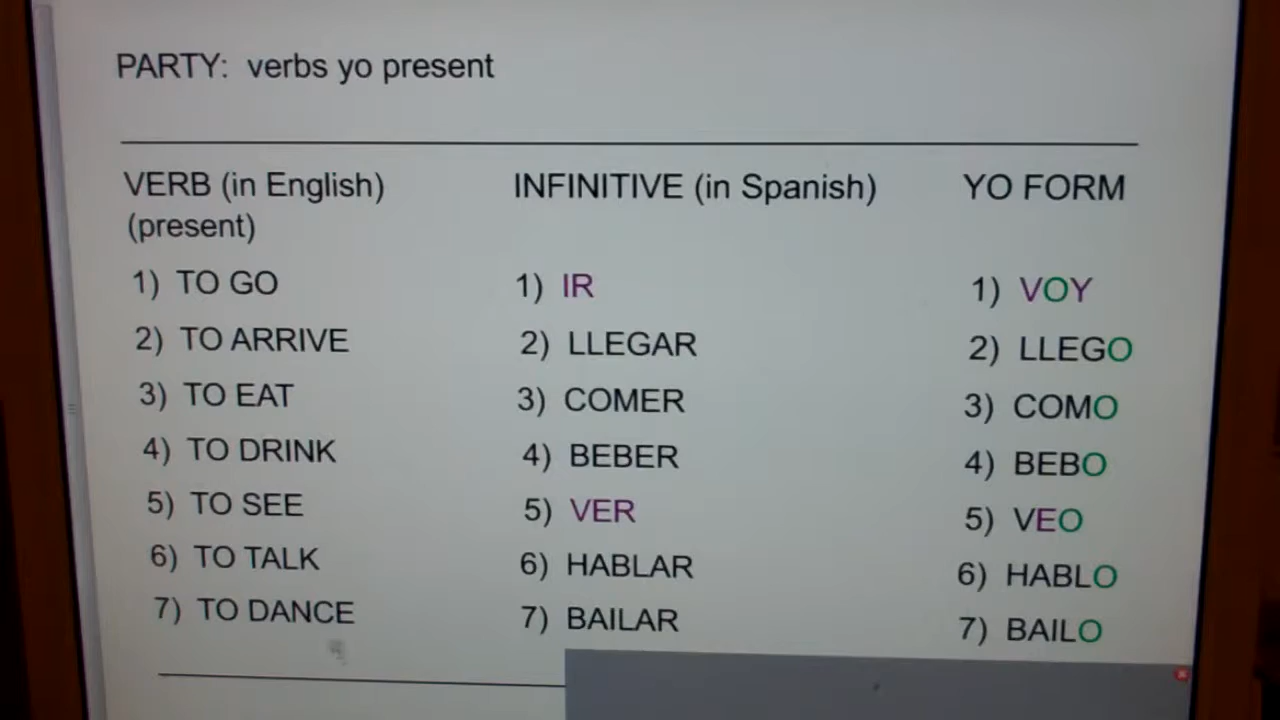 PARTY: verbs yo present
VERB (in English) INFINITIVE (in Spanish) YO FORM
(present)
1) TO GO 1) IR 1) VOY
2) TO ARRIVE 2) LLEGAR 2) LLEGO
3) TO EAT 3) COMER 3) COMO
4) TO DRINK 4) BEBER 4) BEBO
5) TO SEE 5) VER 5) VEO
6) TO TALK 6) HABLAR 6) HABLO
7) TO DANCE 7) BAILAR 7) BAILO